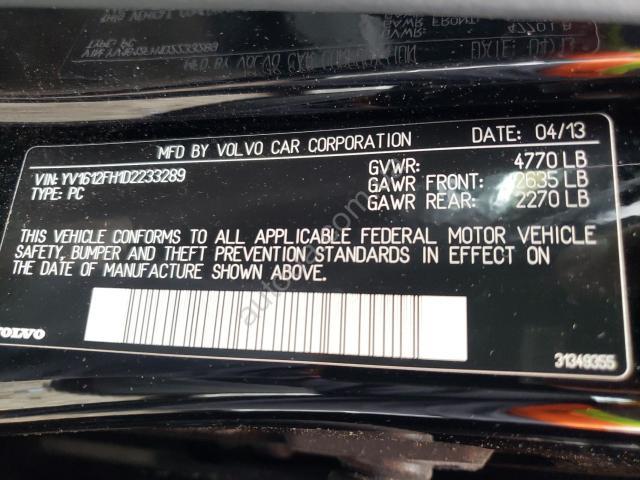 MFD BY VOLVO CAR CORPORATION DATE: 04/13
VIN: YV1612FH1D2233289
TYPE: PC
GVWR: 4770 LB
GAWR FRONT: 2635 LB
GAWR REAR: 2270 LB
THIS VEHICLE CONFORMS TO ALL APPLICABLE FEDERAL MOTOR VEHICLE
SAFETY, BUMPER AND THEFT PREVENTION STANDARDS IN EFFECT ON
THE DATE OF MANUFACTURE SHOWN ABOVE.
VOLVO
31349355